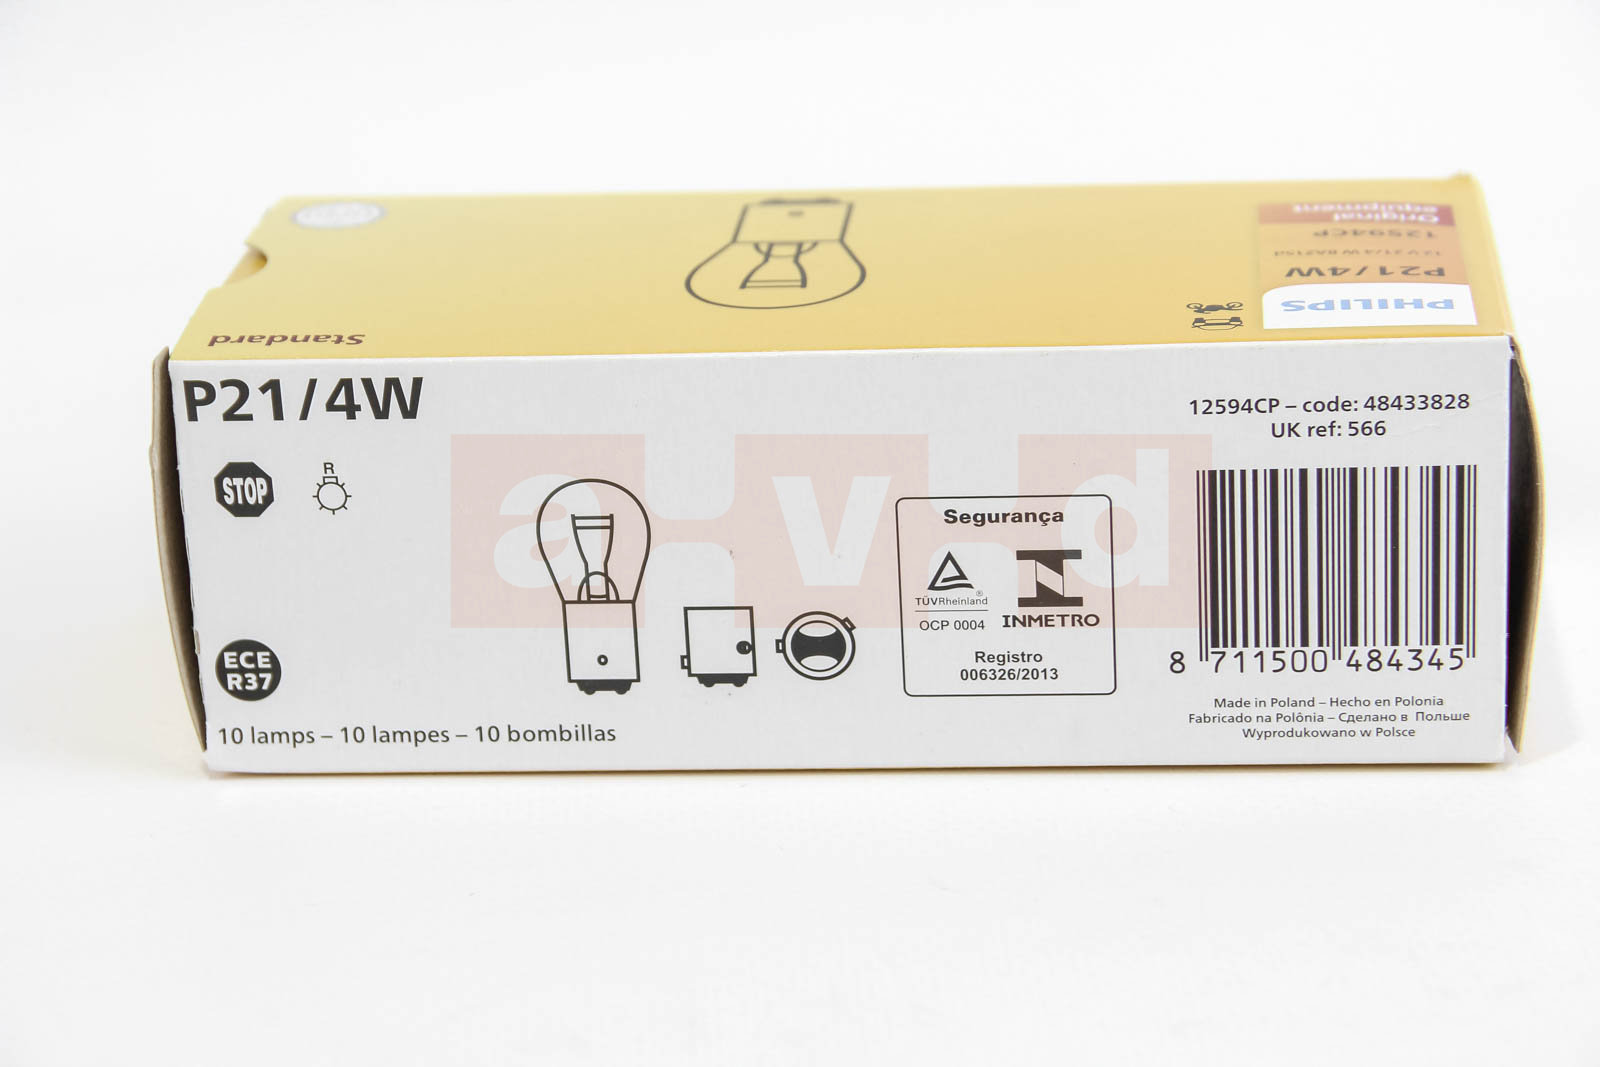 Original
equipment
12594CP
12V 21/4W BAZ15d
P21/4W
PHILIPS
Standard
P21/4W
STOP
R
ECE
R37
10 lamps – 10 lampes – 10 bombillas
a.v.d
Segurança
TÜVRheinland®
OCP 0004
INMETRO
Registro
006326/2013
12594CP – code: 48433828
UK ref: 566
8 711500 484345
Made in Poland – Hecho en Polonia
Fabricado na Polônia – Сделано в Польше
Wyprodukowano w Polsce